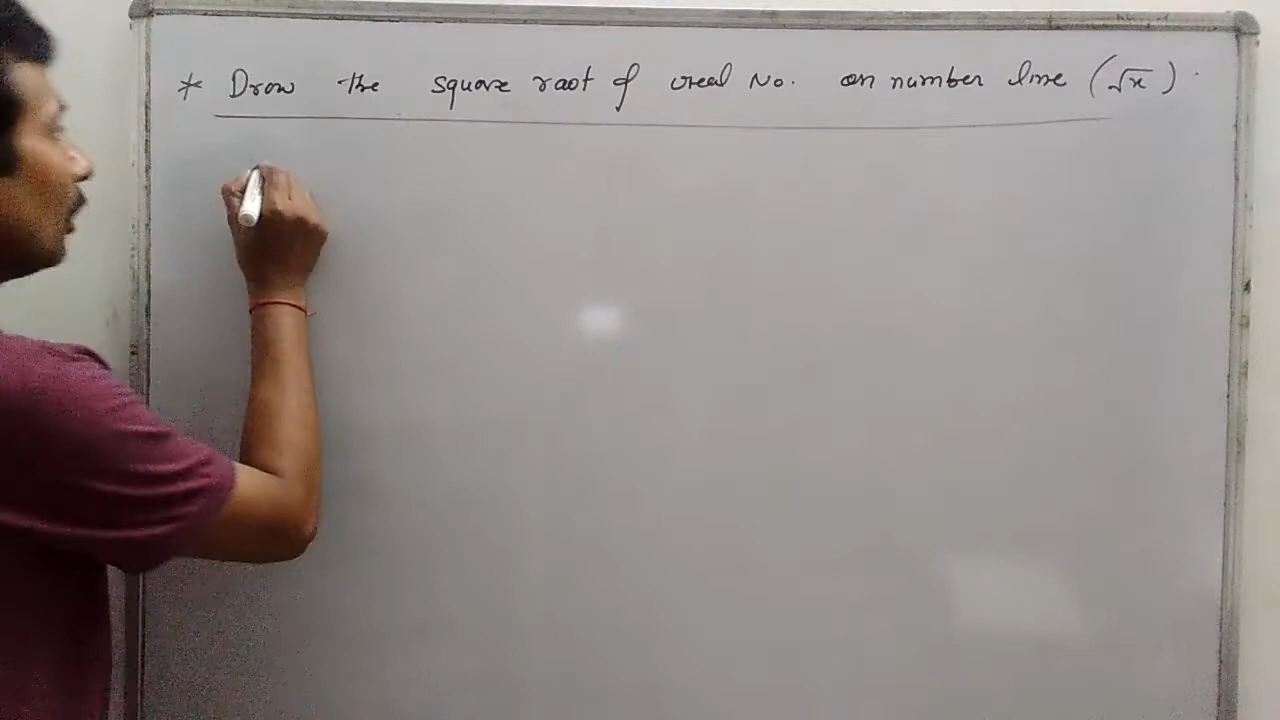 * Draw the square root of real No. on number line (√x).